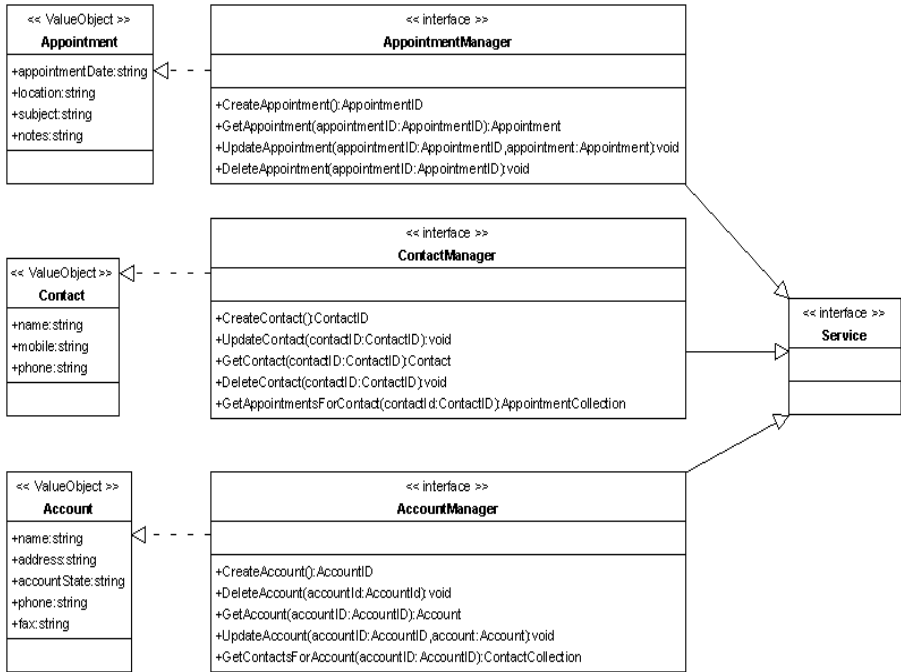 << ValueObject >>
Appointment
+appointmentDate:string
+location:string
+subject:string
+notes:string
<< interface >>
AppointmentManager
+CreateAppointment():AppointmentID
+GetAppointment(appointmentID:AppointmentID):Appointment
+UpdateAppointment(appointmentID:AppointmentID,appointment:Appointment):void
+DeleteAppointment(appointmentID:AppointmentID):void
<< ValueObject >>
Contact
+name:string
+mobile:string
+phone:string
<< interface >>
ContactManager
+CreateContact():ContactID
+UpdateContact(contactID:ContactID):void
+GetContact(contactID:ContactID):Contact
+DeleteContact(contactID:ContactID):void
+GetAppointmentsForContact(contactId:ContactID):AppointmentCollection
<< interface >>
Service
<< ValueObject >>
Account
+name:string
+address:string
+accountState:string
+phone:string
+fax:string
<< interface >>
AccountManager
+CreateAccount():AccountID
+DeleteAccount(accountId:AccountId):void
+GetAccount(accountID:AccountID):Account
+UpdateAccount(accountID:AccountID,account:Account):void
+GetContactsForAccount(accountID:AccountID):ContactCollection